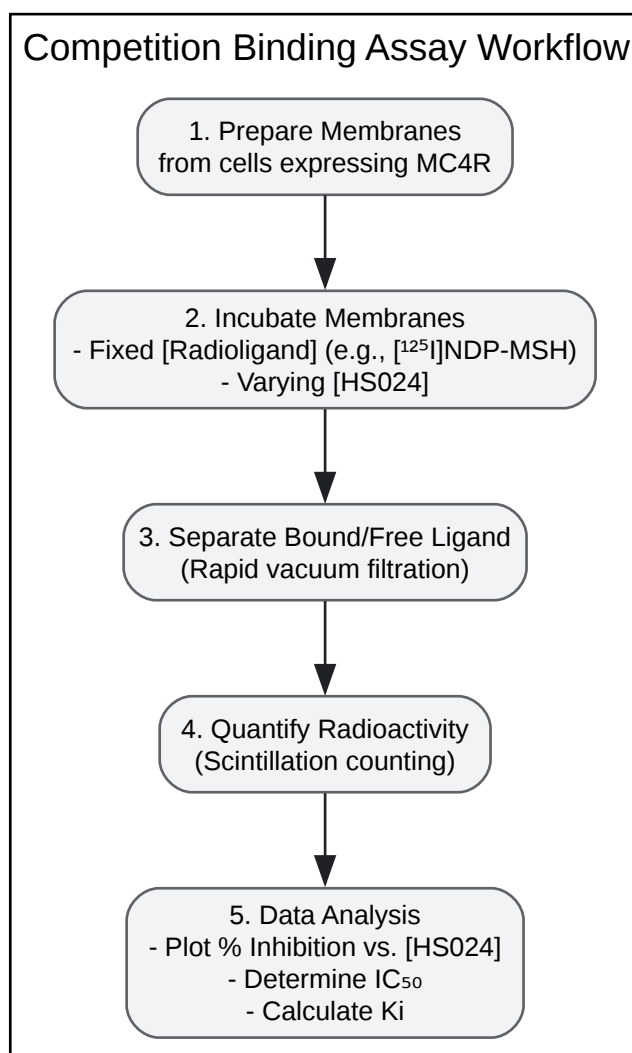 Competition Binding Assay Workflow
1. Prepare Membranes
from cells expressing MC4R
2. Incubate Membranes
- Fixed [Radioligand] (e.g., [¹²⁵I]NDP-MSH)
- Varying [HS024]
3. Separate Bound/Free Ligand
(Rapid vacuum filtration)
4. Quantify Radioactivity
(Scintillation counting)
5. Data Analysis
- Plot % Inhibition vs. [HS024]
- Determine IC₅₀
- Calculate Ki